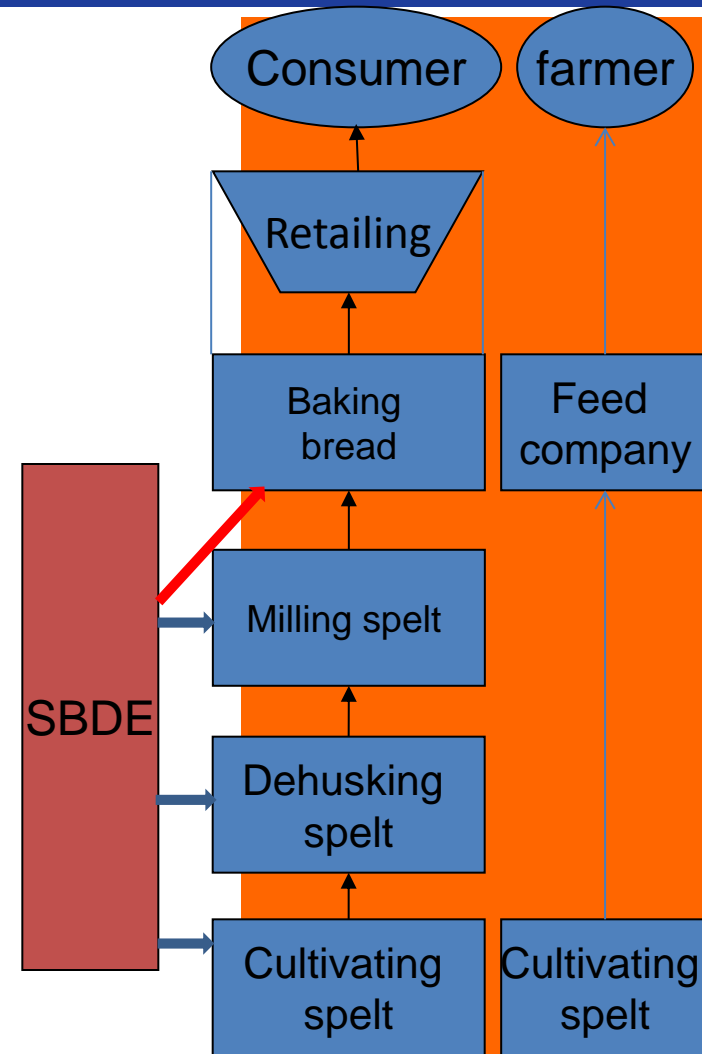 Consumer
farmer
Retailing
Baking
bread
Feed
company
Milling spelt
SBDE
Dehusking
spelt
Cultivating
spelt
Cultivating
spelt